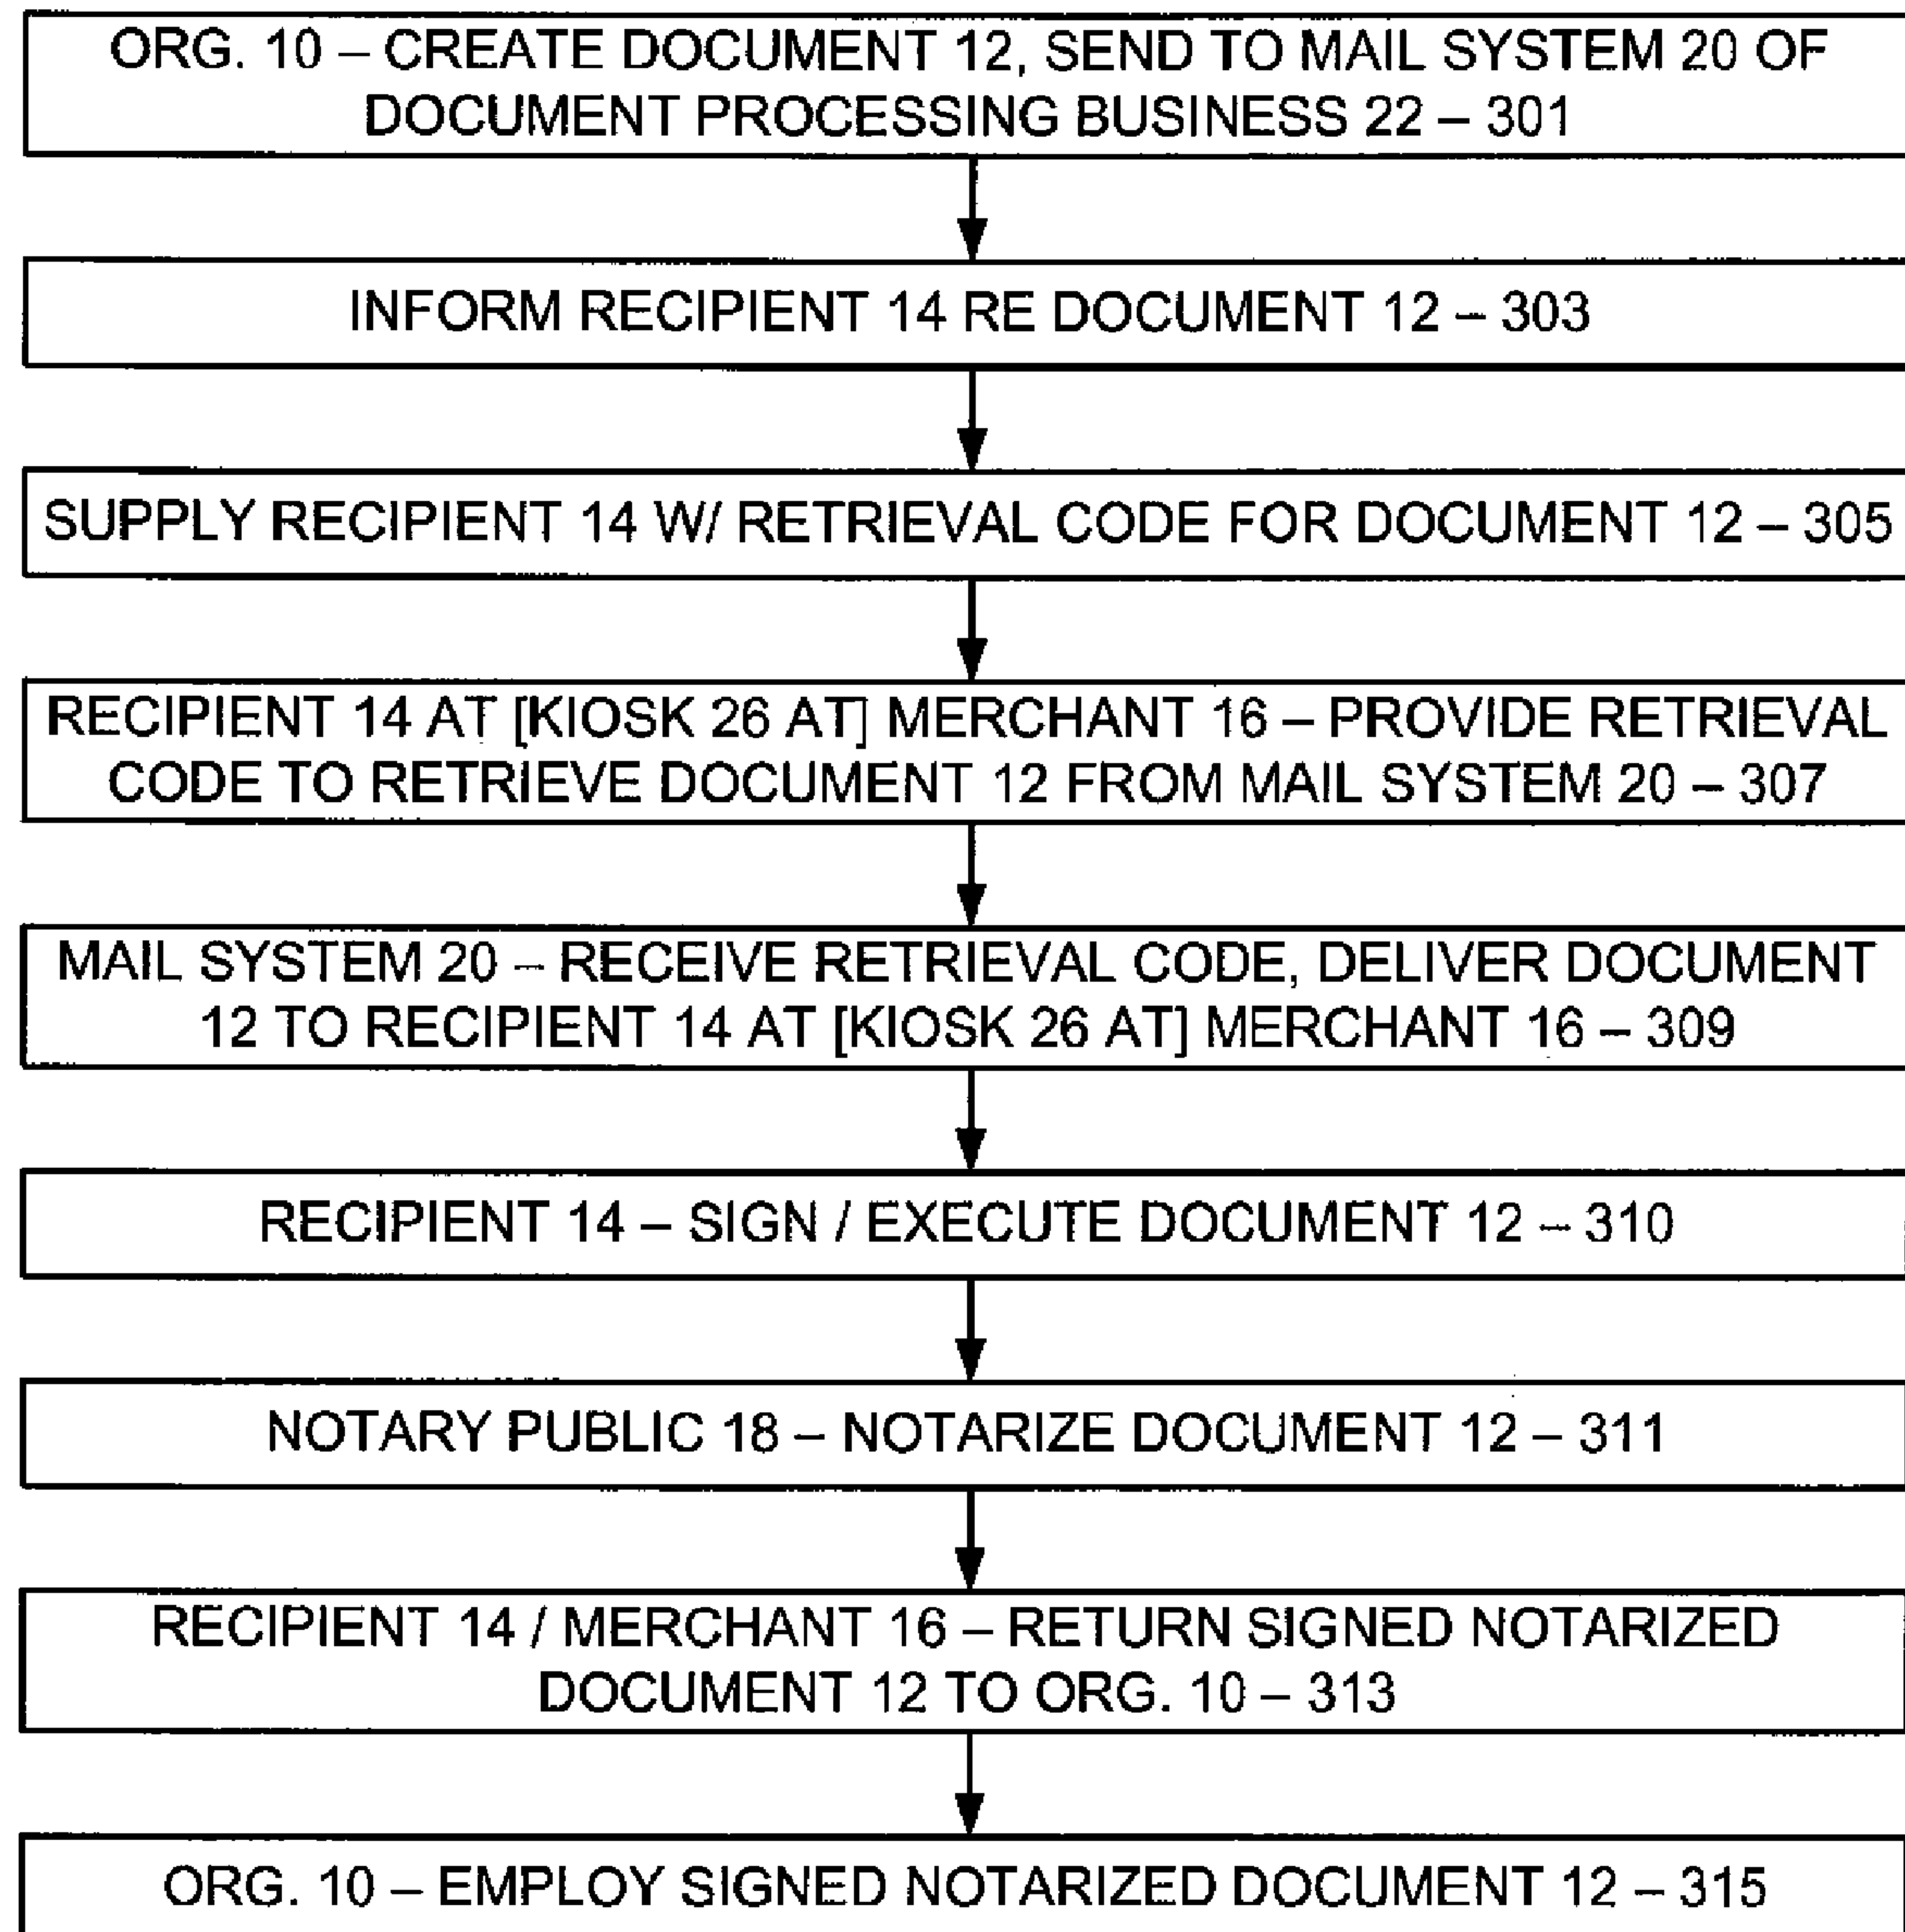 ORG. 10 – CREATE DOCUMENT 12, SEND TO MAIL SYSTEM 20 OF
DOCUMENT PROCESSING BUSINESS 22 – 301
INFORM RECIPIENT 14 RE DOCUMENT 12 – 303
SUPPLY RECIPIENT 14 W/ RETRIEVAL CODE FOR DOCUMENT 12 – 305
RECIPIENT 14 AT [KIOSK 26 AT] MERCHANT 16 – PROVIDE RETRIEVAL
CODE TO RETRIEVE DOCUMENT 12 FROM MAIL SYSTEM 20 – 307
MAIL SYSTEM 20 – RECEIVE RETRIEVAL CODE, DELIVER DOCUMENT
12 TO RECIPIENT 14 AT [KIOSK 26 AT] MERCHANT 16 – 309
RECIPIENT 14 – SIGN / EXECUTE DOCUMENT 12 – 310
NOTARY PUBLIC 18 – NOTARIZE DOCUMENT 12 – 311
RECIPIENT 14 / MERCHANT 16 – RETURN SIGNED NOTARIZED
DOCUMENT 12 TO ORG. 10 – 313
ORG. 10 – EMPLOY SIGNED NOTARIZED DOCUMENT 12 – 315